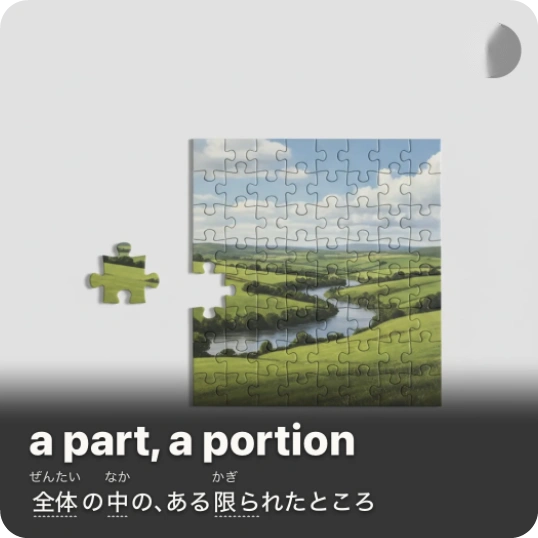 a part, a portion
ぜんたい なか かぎ
全体の中の、ある限られたところ